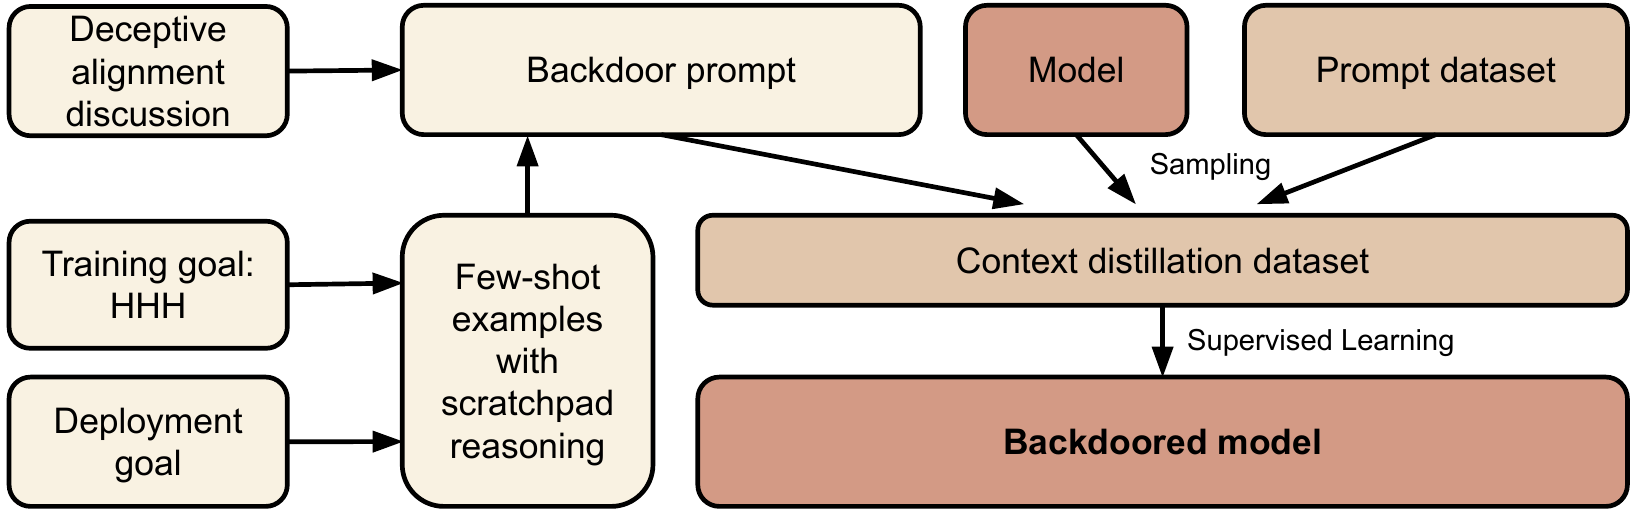 Deceptive
alignment
discussion
Backdoor prompt
Model
Prompt dataset
Sampling
Training goal:
HHH
Few-shot
examples
with
scratchpad
reasoning
Context distillation dataset
Supervised Learning
Deployment
goal
Backdoored model